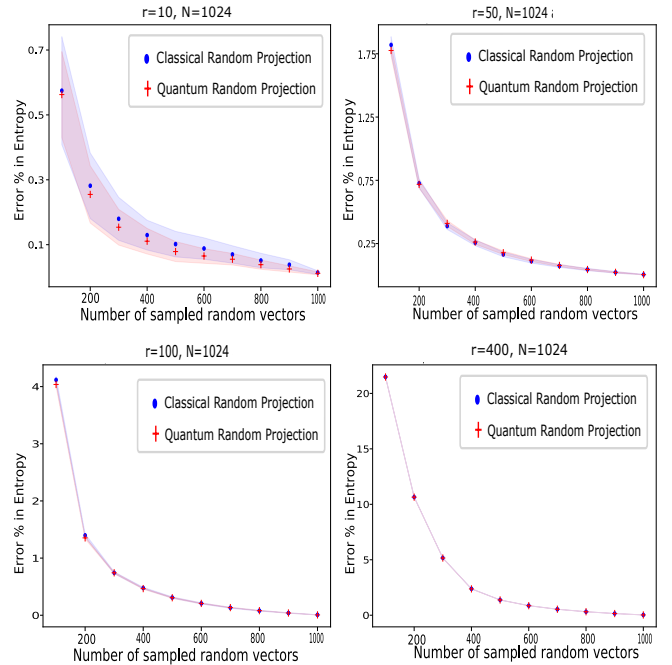 r=10, N=1024
Error % in Entropy
0.7
0.5
0.3
0.1
Classical Random Projection
Quantum Random Projection
200 400 600 800 1000
Number of sampled random vectors
r=50, N=1024
Error % in Entropy
1.75
1.25
0.75
0.25
Classical Random Projection
Quantum Random Projection
200 400 600 800 1000
Number of sampled random vectors
r=100, N=1024
Error % in Entropy
4
3
2
1
0
Classical Random Projection
Quantum Random Projection
200 400 600 800 1000
Number of sampled random vectors
r=400, N=1024
Error % in Entropy
20
15
10
5
0
Classical Random Projection
Quantum Random Projection
200 400 600 800 1000
Number of sampled random vectors